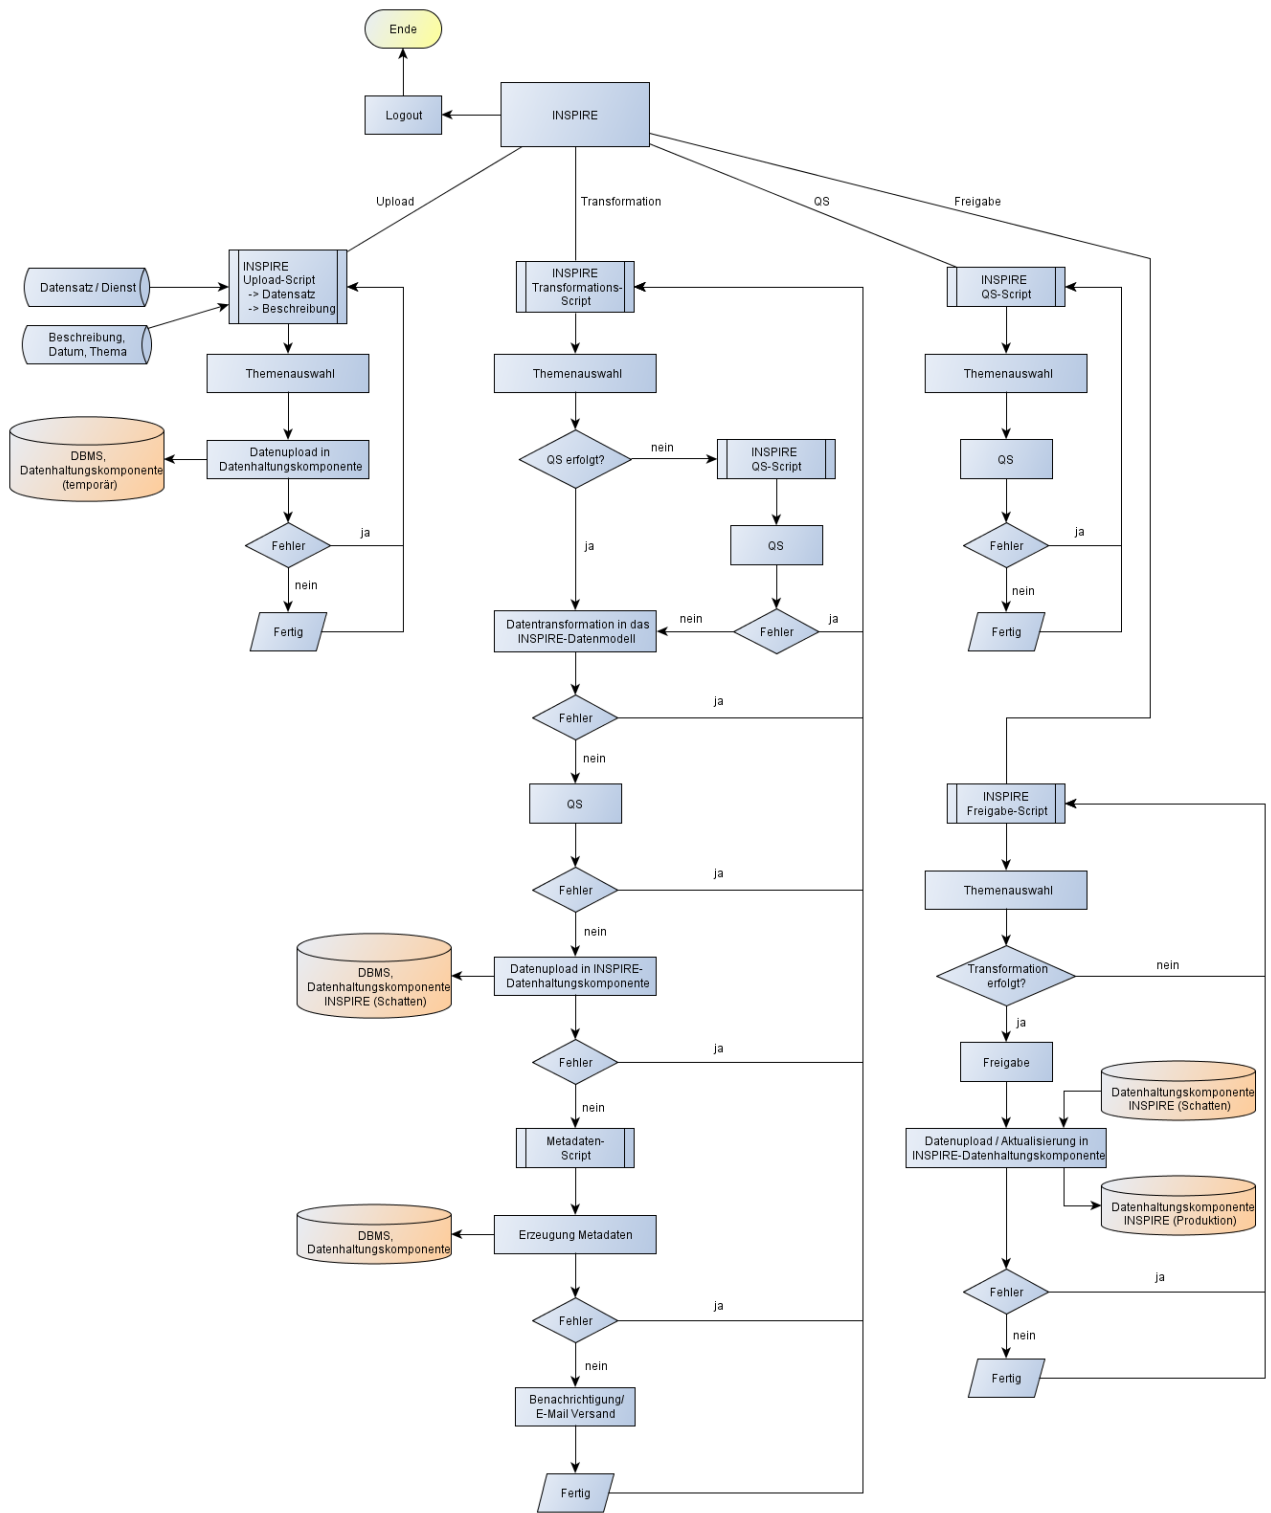 Ende
Logout
INSPIRE
Upload
Transformation
QS
Freigabe
Datensatz / Dienst
Beschreibung,
Datum, Thema
INSPIRE
Upload-Script
-> Datensatz
-> Beschreibung
Themenauswahl
Datenupload in
Datenhaltungskomponente
DBMS,
Datenhaltungskomponente
(temporär)
Fehler
ja
nein
Fertig
INSPIRE
Transformations-
Script
Themenauswahl
QS erfolgt?
nein
INSPIRE
QS-Script
QS
ja
Fehler
nein
ja
Datentransformation in das
INSPIRE-Datenmodell
Fehler
ja
nein
QS
Fehler
ja
nein
Datenupload in INSPIRE-
Datenhaltungskomponente
DBMS,
Datenhaltungskomponente
INSPIRE (Schatten)
Fehler
ja
nein
Metadaten-
Script
Erzeugung Metadaten
DBMS,
Datenhaltungskomponente
Fehler
ja
nein
Benachrichtigung/
E-Mail Versand
Fertig
INSPIRE
QS-Script
Themenauswahl
QS
Fehler
ja
nein
Fertig
INSPIRE
Freigabe-Script
Themenauswahl
Transformation
erfolgt?
nein
ja
Freigabe
Datenhaltungskomponente
INSPIRE (Schatten)
Datenupload / Aktualisierung in
INSPIRE-Datenhaltungskomponente
Datenhaltungskomponente
INSPIRE (Produktion)
Fehler
ja
nein
Fertig